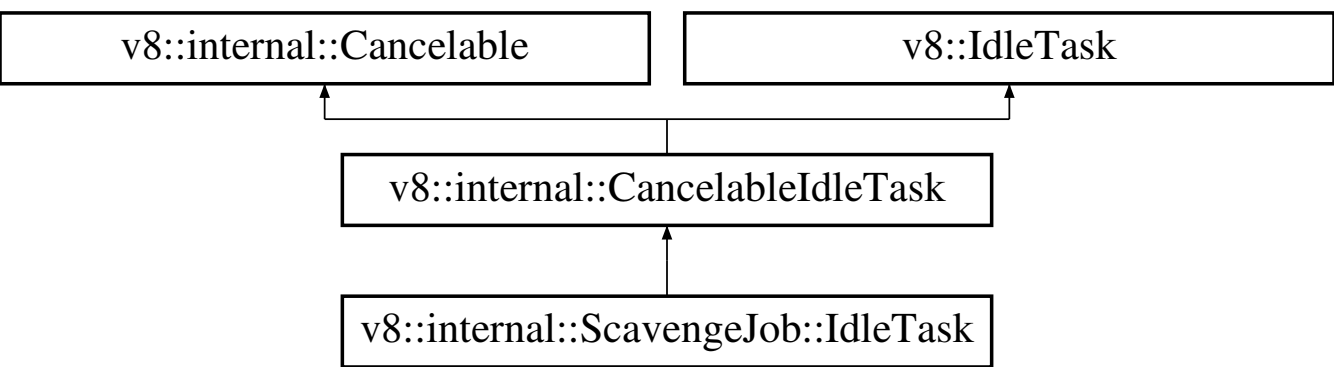 v8::internal::Cancelable
v8::IdleTask
v8::internal::CancelableIdleTask
v8::internal::ScavengeJob::IdleTask